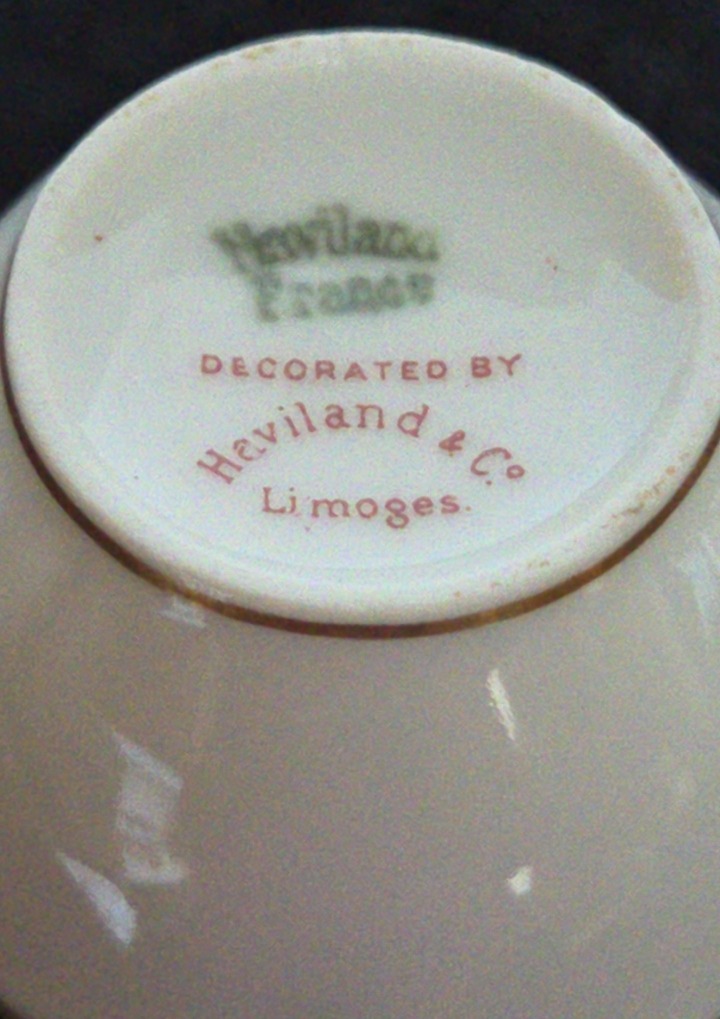 Haviland
France
DECORATED BY
Haviland & Co
Limoges.